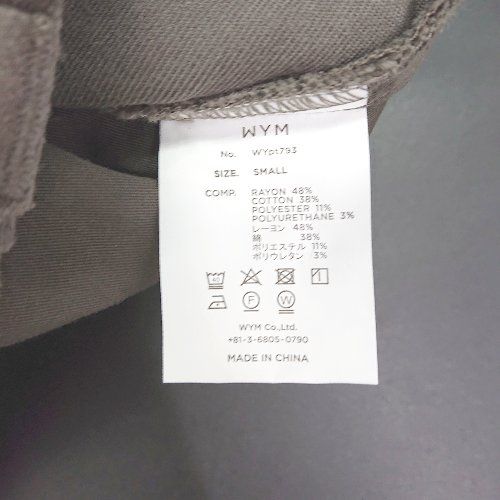 WYM
No. WYpt793
SIZE. SMALL
COMP. RAYON 48%
COTTON 38%
POLYESTER 11%
POLYURETHANE 3%
レーヨン 48%
綿 38%
ポリエステル 11%
ポリウレタン 3%
40
F W
WYM Co.,Ltd.
+81-3-6805-0790
MADE IN CHINA